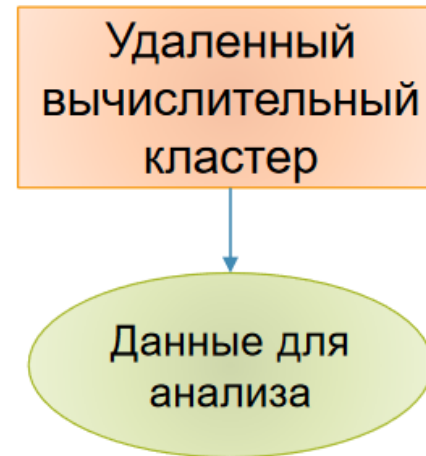 Удаленный
вычислительный
кластер
Данные для
анализа